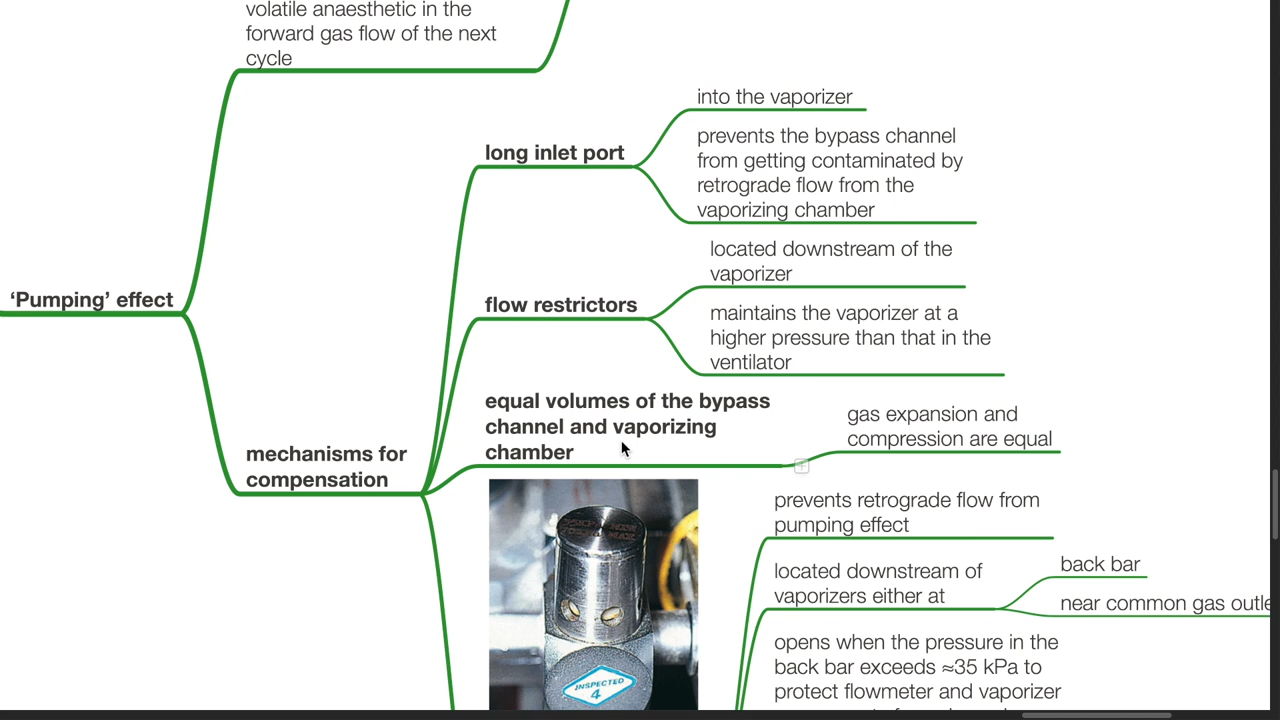 volatile anaesthetic in the
forward gas flow of the next
cycle
into the vaporizer
long inlet port
prevents the bypass channel
from getting contaminated by
retrograde flow from the
vaporizing chamber
located downstream of the
vaporizer
‘Pumping’ effect
flow restrictors
maintains the vaporizer at a
higher pressure than that in the
ventilator
equal volumes of the bypass
channel and vaporizing
chamber
gas expansion and
compression are equal
mechanisms for
compensation
prevents retrograde flow from
pumping effect
located downstream of
vaporizers either at
back bar
near common gas outle
opens when the pressure in the
back bar exceeds ≈35 kPa to
protect flowmeter and vaporizer
INSPECTED
4